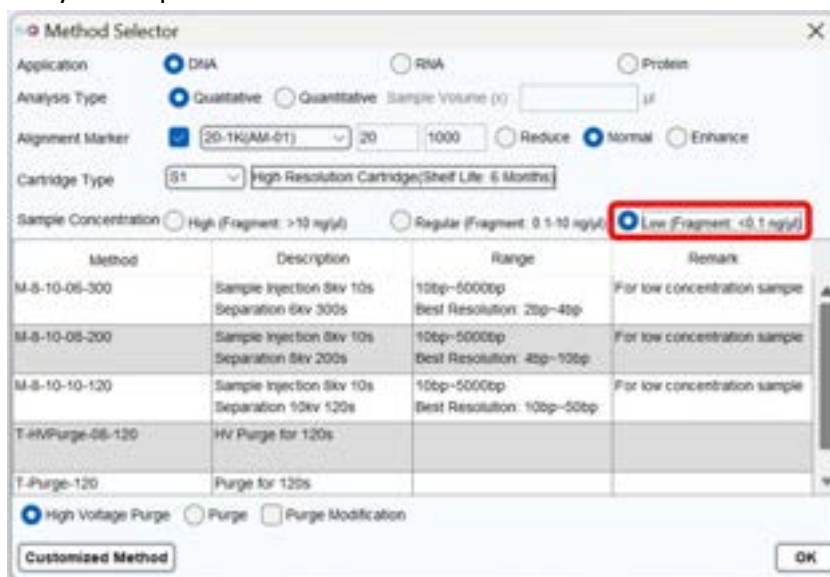 Method Selector
Application DNA RNA Protein
Analysis Type Qualitative Quantitative Sample Volume (x) µl
Alignment Marker 20-1K(AM-01) 20 1000 Reduce Normal Enhance
Cartridge Type S1 High Resolution Cartridge(Shelf Life: 6 Months)
Sample Concentration High (Fragment: >10 ng/µl) Regular (Fragment: 0.1-10 ng/µl) Low (Fragment: <0.1 ng/µl)
Method Description Range Remark
M-8-10-06-300 Sample Injection 8kv 10s 10bp~5000bp For low concentration sample
Separation 6kv 300s Best Resolution: 2bp~4bp
M-8-10-08-200 Sample Injection 8kv 10s 10bp~5000bp For low concentration sample
Separation 8kv 200s Best Resolution: 4bp~10bp
M-8-10-10-120 Sample Injection 8kv 10s 10bp~5000bp For low concentration sample
Separation 10kv 120s Best Resolution: 10bp~50bp
T-HVPurge-08-120 HV Purge for 120s
T-Purge-120 Purge for 120s
High Voltage Purge Purge Purge Modification
Customized Method OK